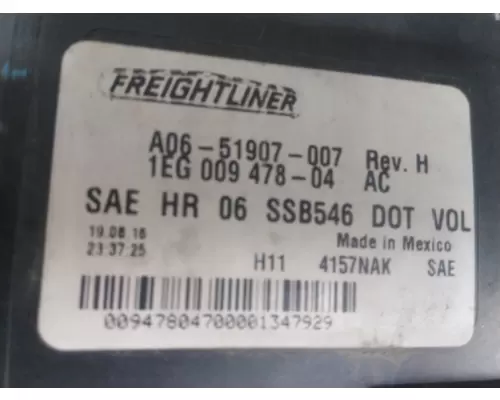 FREIGHTLINER
A06-51907-007 Rev. H
1EG 009 478-04 AC
SAE HR 06 SSB546 DOT VOL
19.08.16
23:37:25
Made in Mexico
H11 4157NAK SAE
00947804700001347929